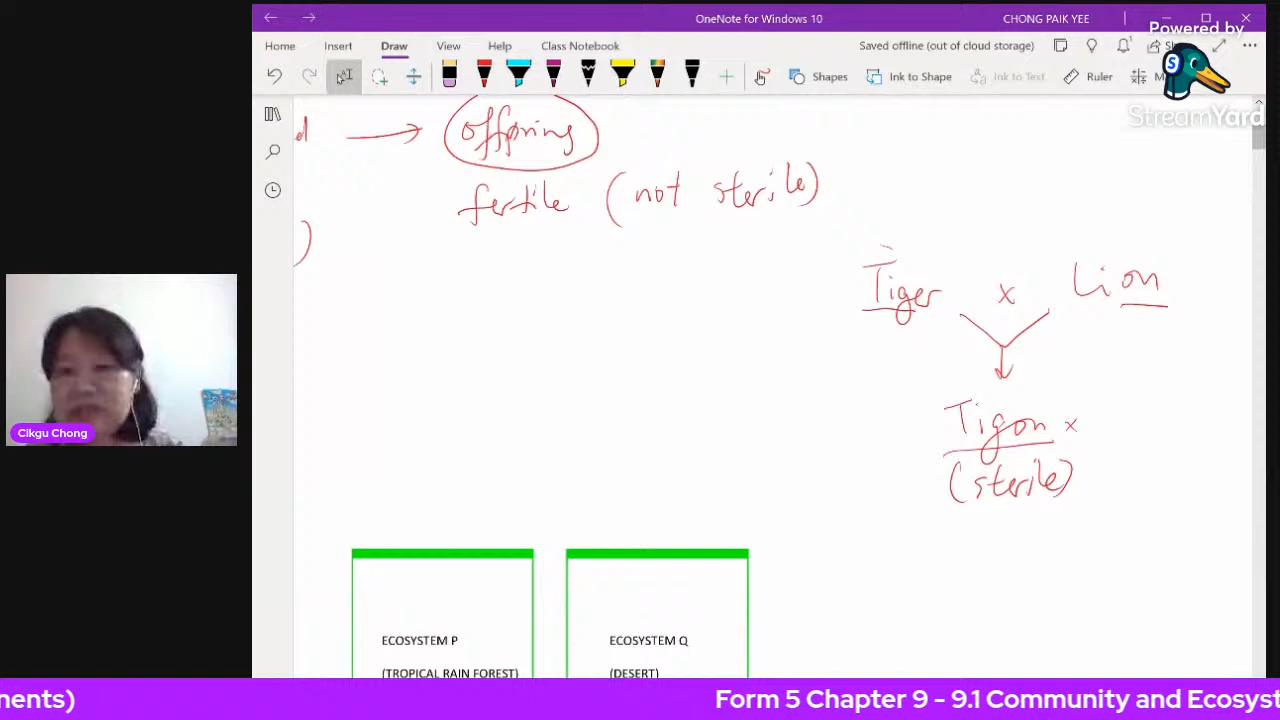 OneNote for Windows 10
CHONG PAIK YEE
Powered by
Home Insert Draw View Help Class Notebook
Saved offline (out of cloud storage)
Shapes Ink to Shape Ink to Text Ruler
StreamYard
offspring
fertile (not sterile)
)
Tiger x Lion
Tigon x
(sterile)
Cikgu Chong
ECOSYSTEM P
(TROPICAL RAIN FOREST)
ECOSYSTEM Q
(DESERT)
nents) Form 5 Chapter 9 - 9.1 Community and Ecosyst